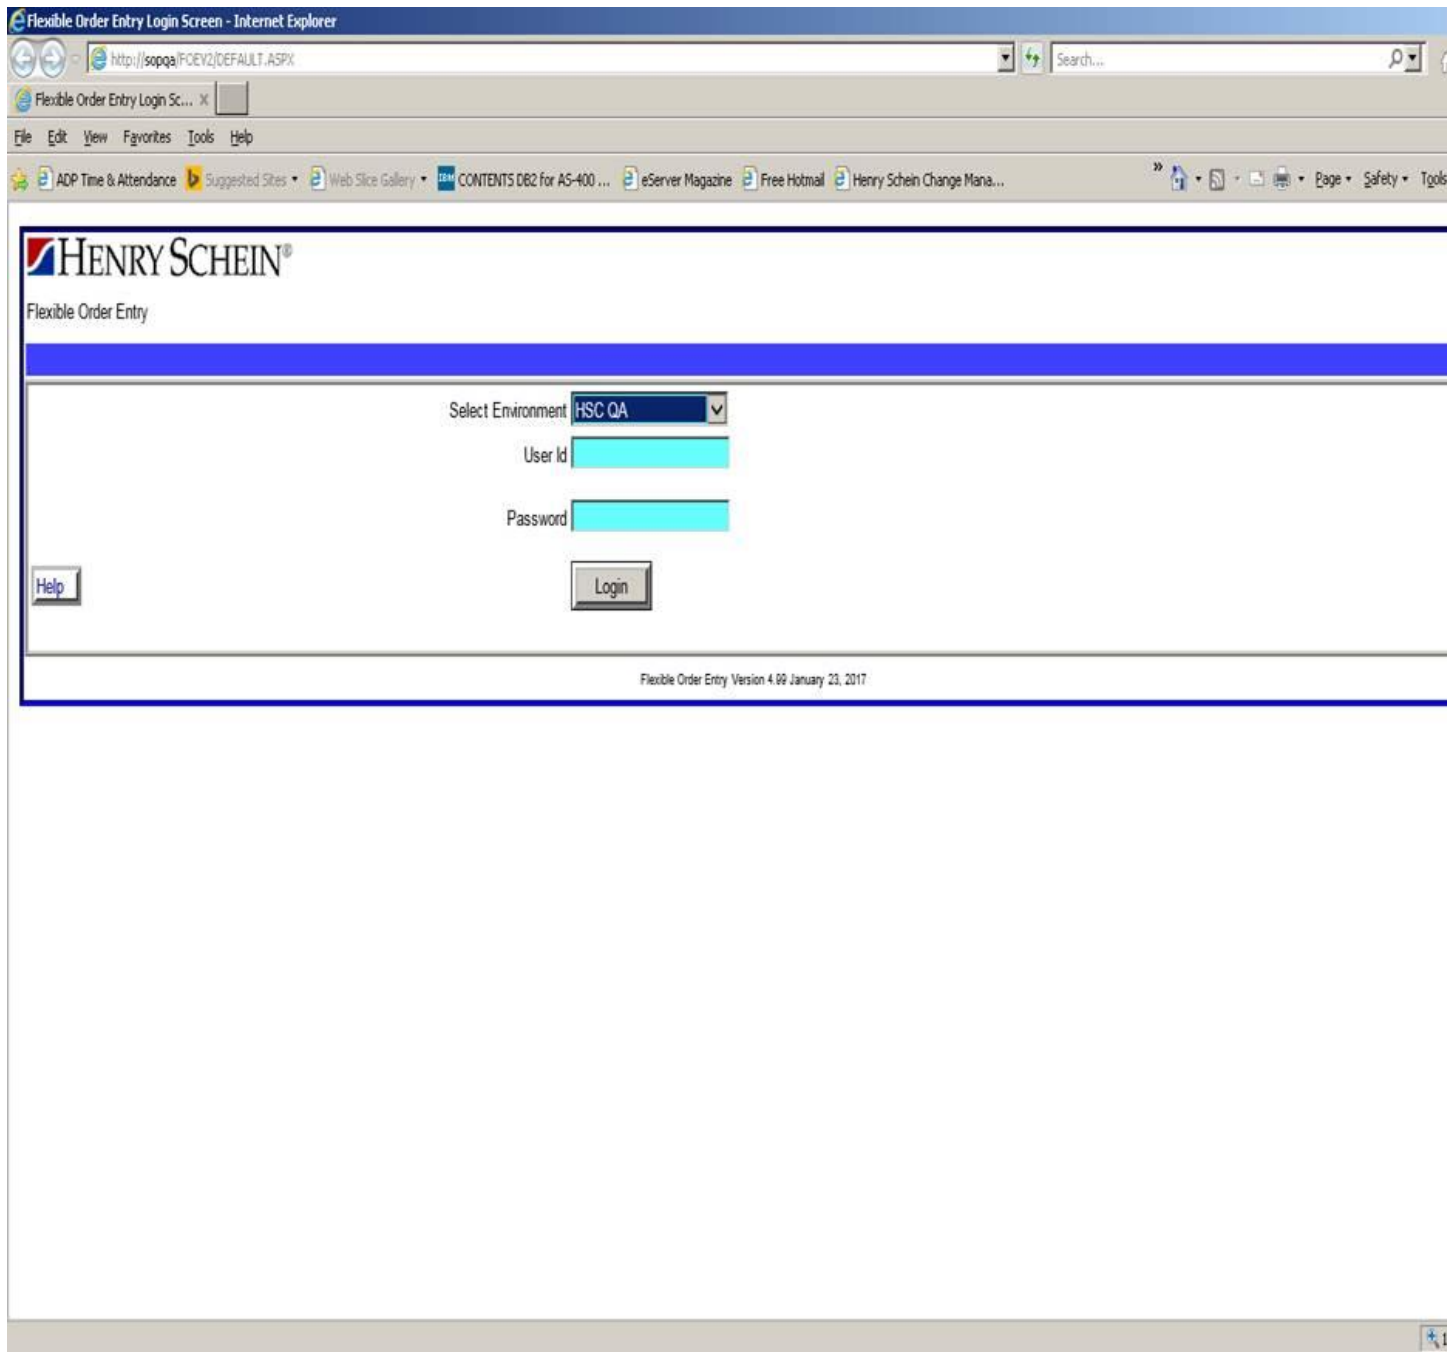 Flexible Order Entry Login Screen - Internet Explorer
http://sopqa/FOEV2/DEFAULT.ASPX Search...
Flexible Order Entry Login Sc... X
File Edit View Favorites Tools Help
ADP Time & Attendance Suggested Sites Web Slice Gallery IBM CONTENTS DB2 for AS-400 ... eServer Magazine Free Hotmail Henry Schein Change Mana... » Page Safety Tools
HENRY SCHEIN®
Flexible Order Entry
Select Environment HSC QA
User Id
Password
Help Login
Flexible Order Entry Version 4.99 January 23, 2017